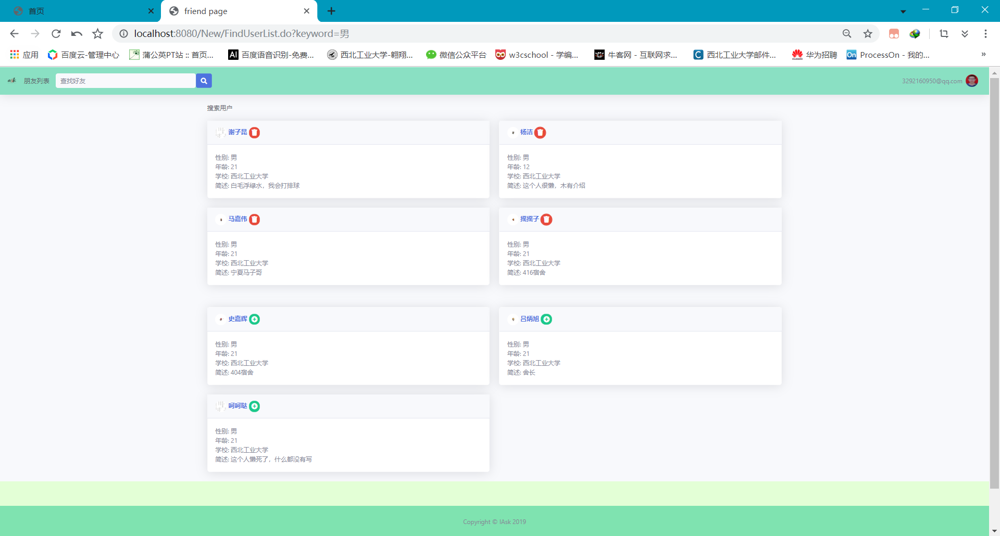 首页
friend page
localhost:8080/New/FindUserList.do?keyword=男
应用
百度云-管理中心
蒲公英PT站 :: 首页...
AI
百度语音识别-免费...
西北工业大学-翱翔...
微信公众平台
w3cschool - 学编...
牛客网 - 互联网求...
C
西北工业大学邮件...
华为招聘
On
ProcessOn - 我的...
»
ask
朋友列表
查找好友
3292160950@qq.com
搜索用户
谢子昆
性别: 男
年龄: 21
学校: 西北工业大学
简述: 白毛浮绿水，我会打排球
杨洁
性别: 男
年龄: 12
学校: 西北工业大学
简述: 这个人很懒，木有介绍
马嘉伟
性别: 男
年龄: 21
学校: 西北工业大学
简述: 宁夏马子哥
摇摇子
性别: 男
年龄: 21
学校: 西北工业大学
简述: 416宿舍
史嘉辉
性别: 男
年龄: 21
学校: 西北工业大学
简述: 404宿舍
吕炳旭
性别: 男
年龄: 21
学校: 西北工业大学
简述: 舍长
呵呵哒
性别: 男
年龄: 21
学校: 西北工业大学
简述: 这个人懒死了，什么都没有写
Copyright © IAsk 2019